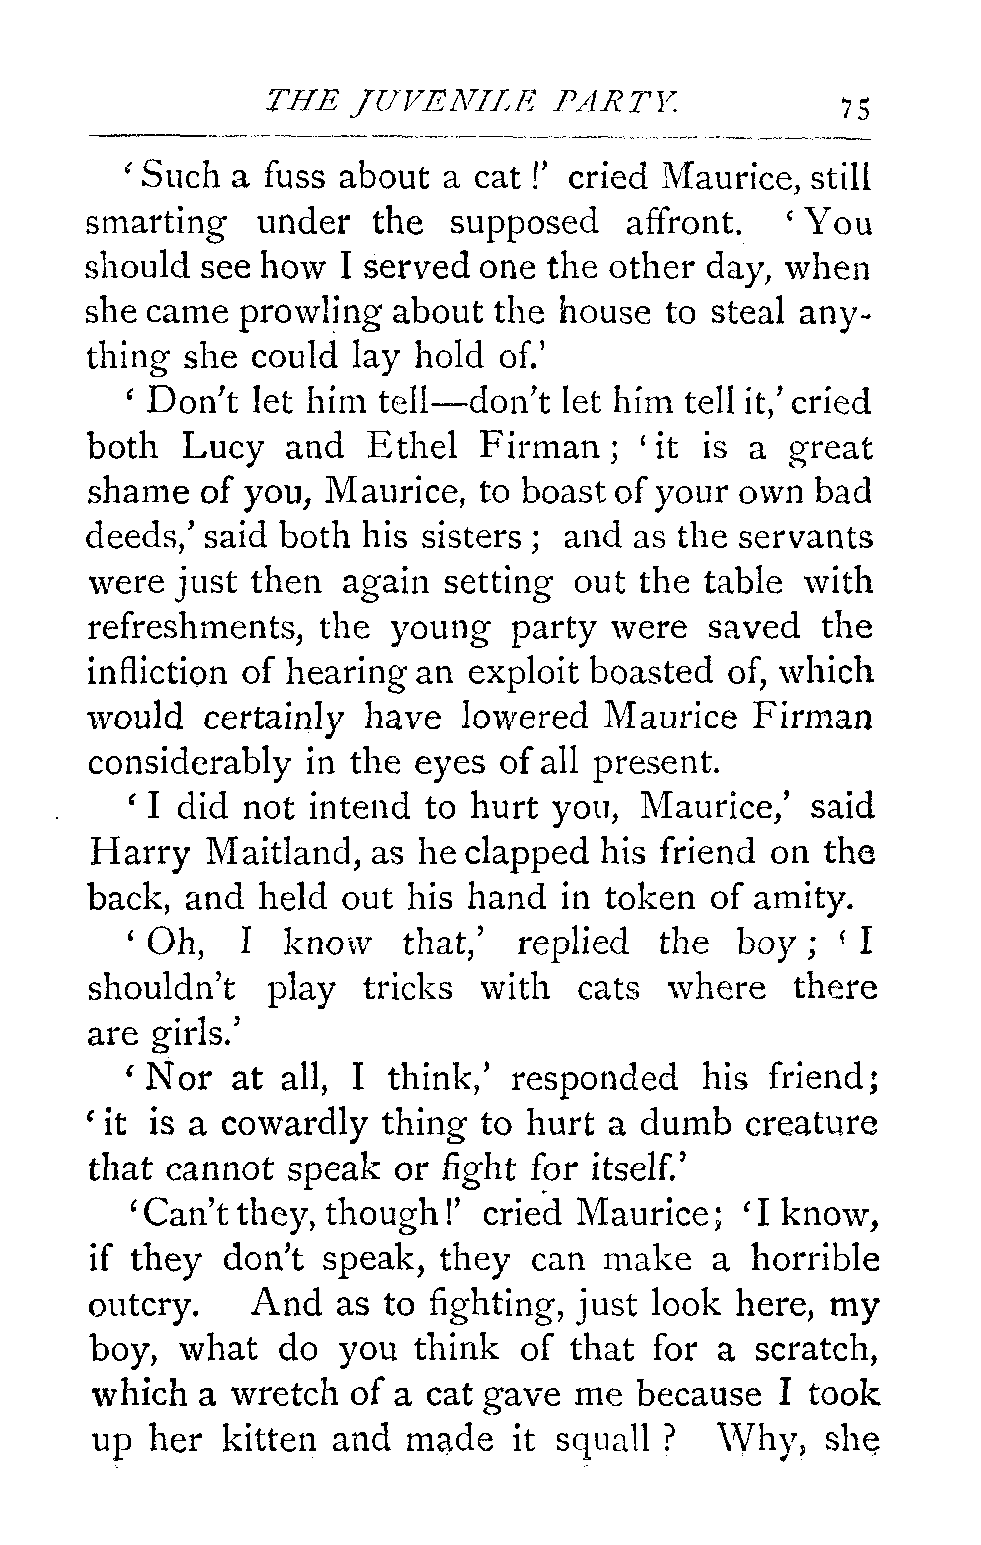 THE JUVENILE PARTY. 75
‘Such a fuss about a cat!’ cried Maurice, still
smarting under the supposed affront. ‘You
should see how I served one the other day, when
she came prowling about the house to steal any-
thing she could lay hold of.’
‘Don't let him tell—don't let him tell it,’ cried
both Lucy and Ethel Firman; ‘it is a great
shame of you, Maurice, to boast of your own bad
deeds,’ said both his sisters; and as the servants
were just then again setting out the table with
refreshments, the young party were saved the
infliction of hearing an exploit boasted of, which
would certainly have lowered Maurice Firman
considerably in the eyes of all present.
‘I did not intend to hurt you, Maurice,’ said
Harry Maitland, as he clapped his friend on the
back, and held out his hand in token of amity.
‘Oh, I know that,’ replied the boy; ‘I
shouldn't play tricks with cats where there
are girls.’
‘Nor at all, I think,’ responded his friend;
‘it is a cowardly thing to hurt a dumb creature
that cannot speak or fight for itself.’
‘Can't they, though!’ cried Maurice; ‘I know,
if they don't speak, they can make a horrible
outcry. And as to fighting, just look here, my
boy, what do you think of that for a scratch,
which a wretch of a cat gave me because I took
up her kitten and made it squall? Why, she